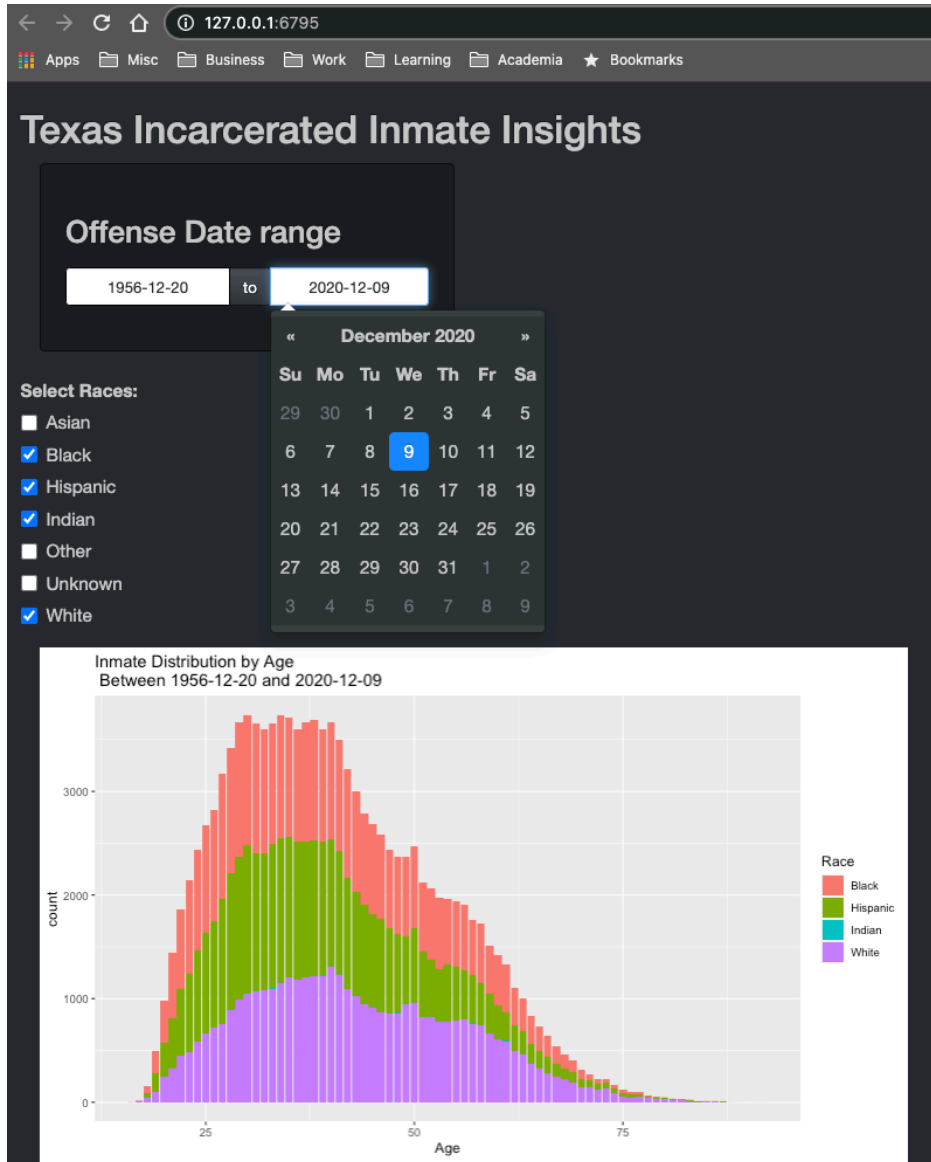 127.0.0.1:6795
Apps Misc Business Work Learning Academia Bookmarks
Texas Incarcerated Inmate Insights
Offense Date range
1956-12-20 to 2020-12-09
« December 2020 »
Su Mo Tu We Th Fr Sa
29 30 1 2 3 4 5
6 7 8 9 10 11 12
13 14 15 16 17 18 19
20 21 22 23 24 25 26
27 28 29 30 31 1 2
3 4 5 6 7 8 9
Select Races:
Asian
Black
Hispanic
Indian
Other
Unknown
White
Inmate Distribution by Age
Between 1956-12-20 and 2020-12-09
3000
2000
1000
0
count
25 50 75
Age
Race
Black
Hispanic
Indian
White